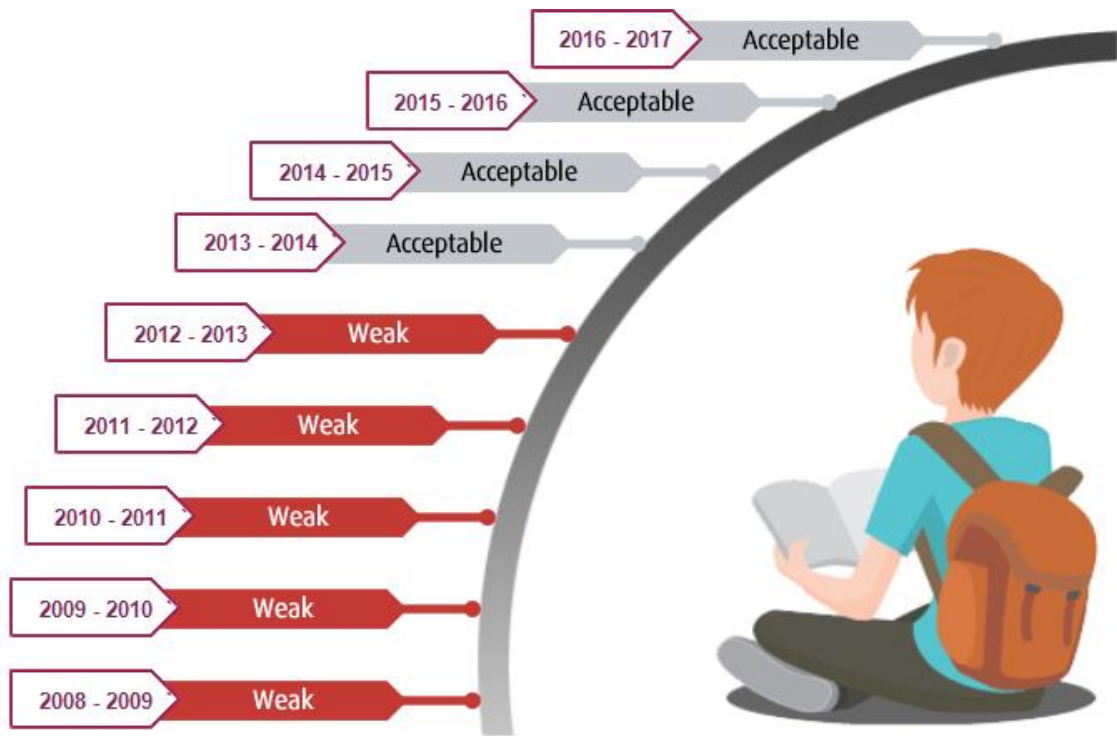 2016 - 2017 Acceptable
2015 - 2016 Acceptable
2014 - 2015 Acceptable
2013 - 2014 Acceptable
2012 - 2013 Weak
2011 - 2012 Weak
2010 - 2011 Weak
2009 - 2010 Weak
2008 - 2009 Weak